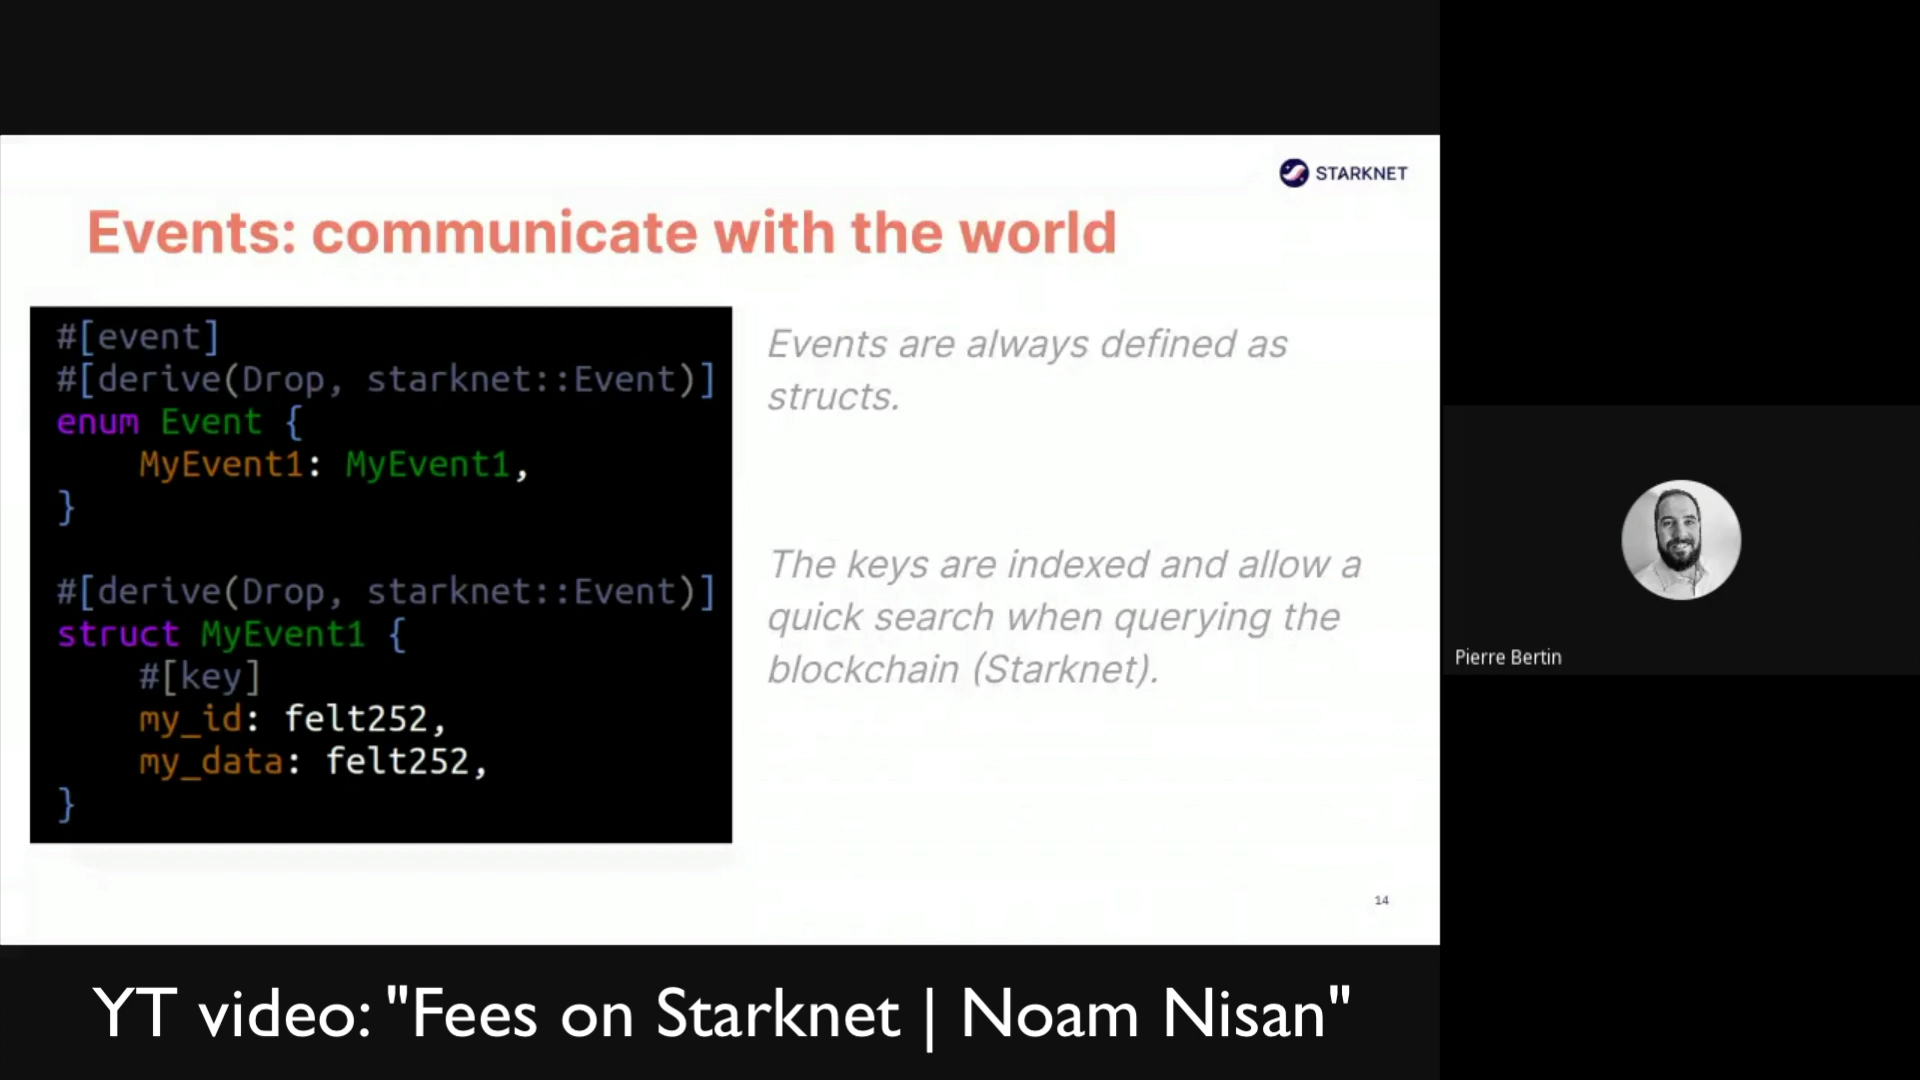 STARKNET
Events: communicate with the world
#[event]
#[derive(Drop, starknet::Event)]
enum Event {
    MyEvent1: MyEvent1,
}
#[derive(Drop, starknet::Event)]
struct MyEvent1 {
    #[key]
    my_id: felt252,
    my_data: felt252,
}
Events are always defined as
structs.
The keys are indexed and allow a
quick search when querying the
blockchain (Starknet).
14
Pierre Bertin
YT video: "Fees on Starknet | Noam Nisan"